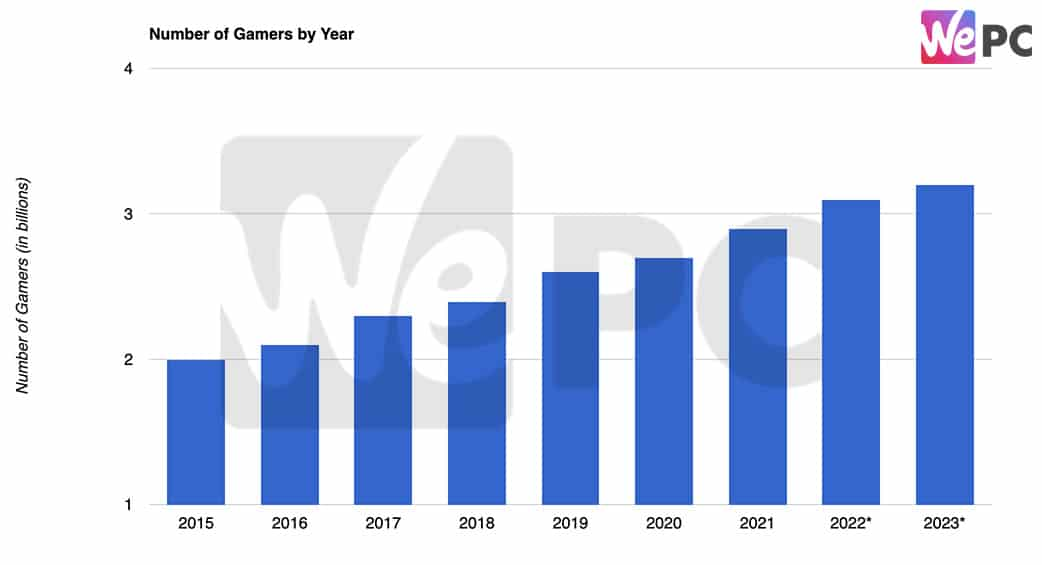 Number of Gamers by Year
WePC
4
3
2
1
Number of Gamers (in billions)
WePC
2015 2016 2017 2018 2019 2020 2021 2022* 2023*